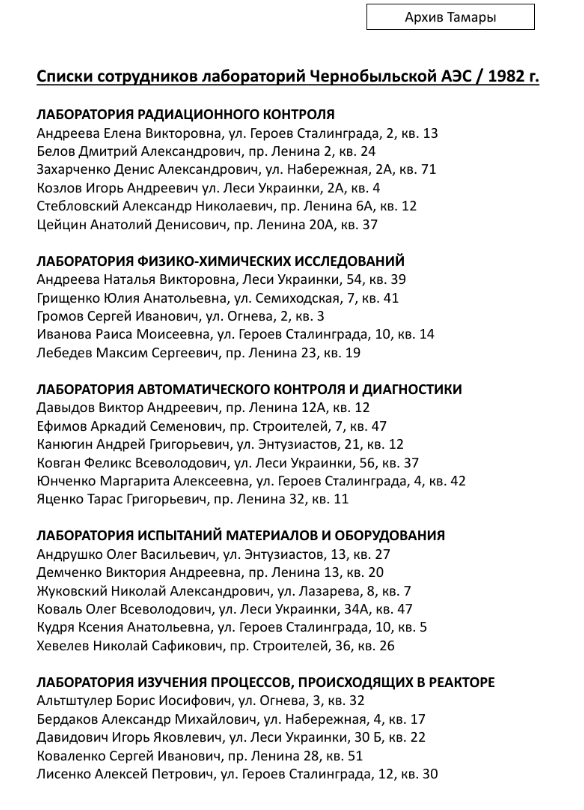 Архив Тамары
Списки сотрудников лабораторий Чернобыльской АЭС / 1982 г.
ЛАБОРАТОРИЯ РАДИАЦИОННОГО КОНТРОЛЯ
Андреева Елена Викторовна, ул. Героев Сталинграда, 2, кв. 13
Белов Дмитрий Александрович, пр. Ленина 2, кв. 24
Захарченко Денис Александрович, ул. Набережная, 2А, кв. 71
Козлов Игорь Андреевич ул. Леси Украинки, 2А, кв. 4
Стебловский Александр Николаевич, пр. Ленина 6А, кв. 12
Цейцин Анатолий Денисович, пр. Ленина 20А, кв. 37
ЛАБОРАТОРИЯ ФИЗИКО-ХИМИЧЕСКИХ ИССЛЕДОВАНИЙ
Андреева Наталья Викторовна, Леси Украинки, 54, кв. 39
Грищенко Юлия Анатольевна, ул. Семиходская, 7, кв. 41
Громов Сергей Иванович, ул. Огнева, 2, кв. 3
Иванова Раиса Моисеевна, ул. Героев Сталинграда, 10, кв. 14
Лебедев Максим Сергеевич, пр. Ленина 23, кв. 19
ЛАБОРАТОРИЯ АВТОМАТИЧЕСКОГО КОНТРОЛЯ И ДИАГНОСТИКИ
Давыдов Виктор Андреевич, пр. Ленина 12А, кв. 12
Ефимов Аркадий Семенович, пр. Строителей, 7, кв. 47
Канюгин Андрей Григорьевич, ул. Энтузиастов, 21, кв. 12
Ковган Феликс Всеволодович, ул. Леси Украинки, 56, кв. 37
Юнченко Маргарита Алексеевна, ул. Героев Сталинграда, 4, кв. 42
Яценко Тарас Григорьевич, пр. Ленина 32, кв. 11
ЛАБОРАТОРИЯ ИСПЫТАНИЙ МАТЕРИАЛОВ И ОБОРУДОВАНИЯ
Андрушко Олег Васильевич, ул. Энтузиастов, 13, кв. 27
Демченко Виктория Андреевна, пр. Ленина 13, кв. 20
Жуковский Николай Александрович, ул. Лазарева, 8, кв. 7
Коваль Олег Всеволодович, ул. Леси Украинки, 34А, кв. 47
Кудря Ксения Анатольевна, ул. Героев Сталинграда, 10, кв. 5
Хевелев Николай Сафикович, пр. Строителей, 36, кв. 26
ЛАБОРАТОРИЯ ИЗУЧЕНИЯ ПРОЦЕССОВ, ПРОИСХОДЯЩИХ В РЕАКТОРЕ
Альтштулер Борис Иосифович, ул. Огнева, 3, кв. 32
Бердаков Александр Михайлович, ул. Набережная, 4, кв. 17
Давидович Игорь Яковлевич, ул. Леси Украинки, 30 Б, кв. 22
Коваленко Сергей Иванович, пр. Ленина 28, кв. 51
Лисенко Алексей Петрович, ул. Героев Сталинграда, 12, кв. 30